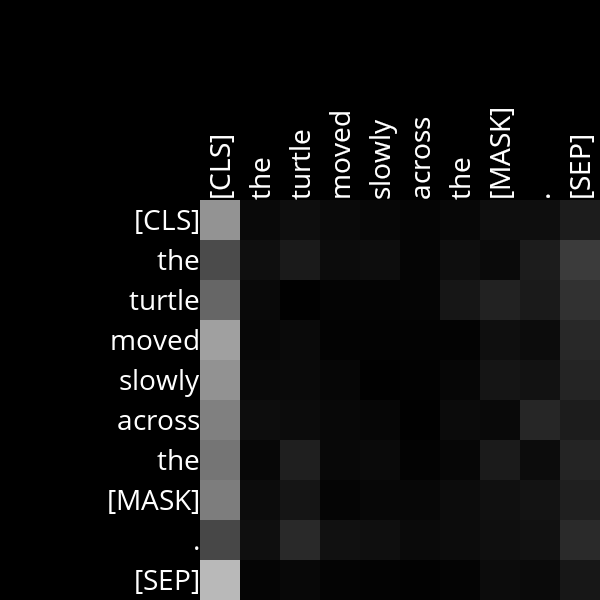 [CLS] the turtle moved slowly across the [MASK] . [SEP]
[CLS]
the
turtle
moved
slowly
across
the
[MASK]
.
[SEP]